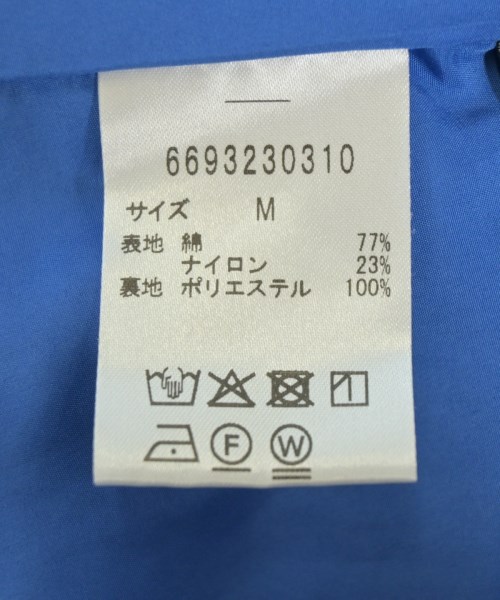 6693230310
サイズ M
表地 綿 77%
ナイロン 23%
裏地 ポリエステル 100%
F W